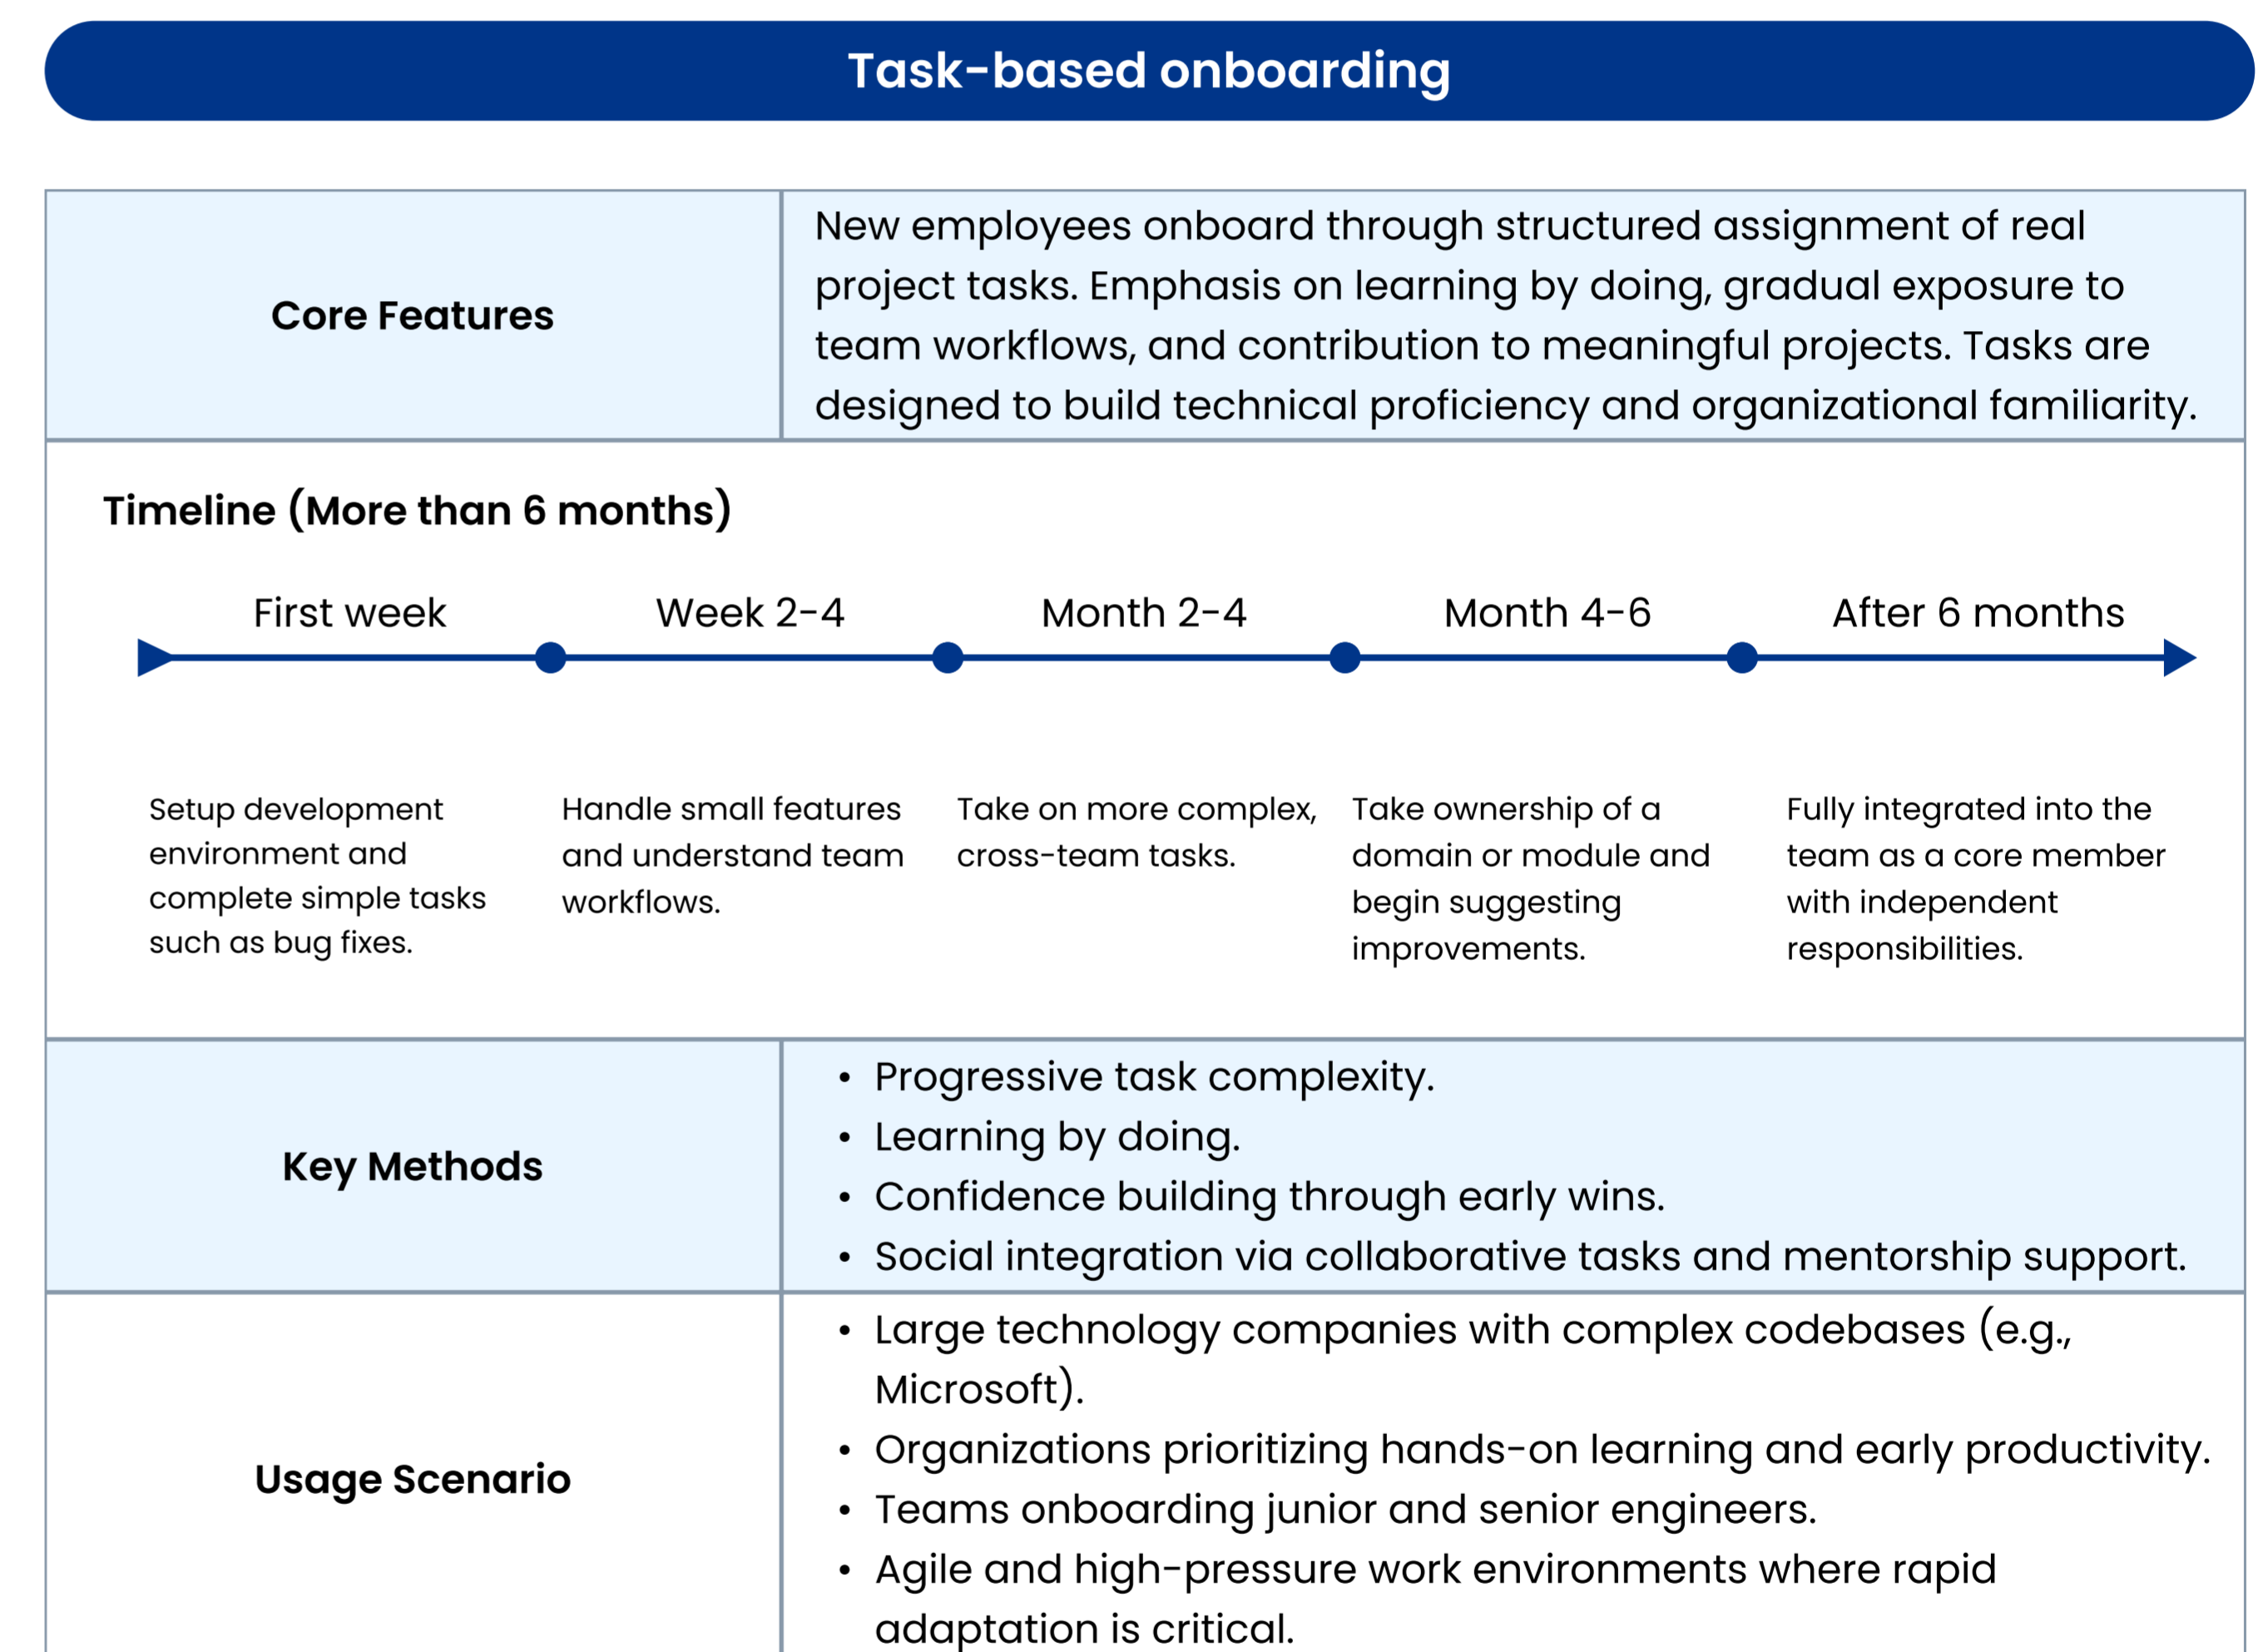 Task-based onboarding
Core Features
New employees onboard through structured assignment of real
project tasks. Emphasis on learning by doing, gradual exposure to
team workflows, and contribution to meaningful projects. Tasks are
designed to build technical proficiency and organizational familiarity.
Timeline (More than 6 months)
First week
Week 2-4
Month 2-4
Month 4-6
After 6 months
Setup development
environment and
complete simple tasks
such as bug fixes.
Handle small features
and understand team
workflows.
Take on more complex,
cross-team tasks.
Take ownership of a
domain or module and
begin suggesting
improvements.
Fully integrated into the
team as a core member
with independent
responsibilities.
Key Methods
• Progressive task complexity.
• Learning by doing.
• Confidence building through early wins.
• Social integration via collaborative tasks and mentorship support.
Usage Scenario
• Large technology companies with complex codebases (e.g.,
Microsoft).
• Organizations prioritizing hands-on learning and early productivity.
• Teams onboarding junior and senior engineers.
• Agile and high-pressure work environments where rapid
adaptation is critical.